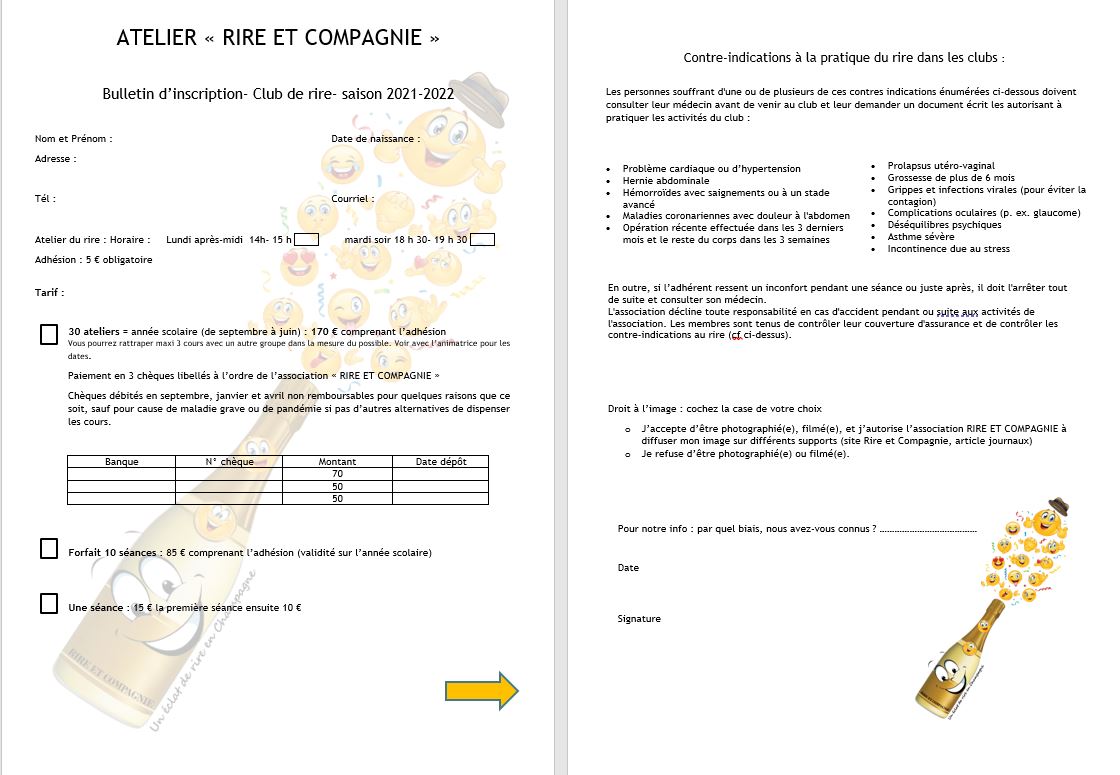 ATELIER « RIRE ET COMPAGNIE »
Bulletin d’inscription- Club de rire- saison 2021-2022
Nom et Prénom : Date de naissance :
Adresse :
Tél : Courriel :
Atelier du rire : Horaire : Lundi après-midi 14h- 15 h mardi soir 18 h 30- 19 h 30
Adhésion : 5 € obligatoire
Tarif :
30 ateliers = année scolaire (de septembre à juin) : 170 € comprenant l’adhésion
Vous pourrez rattraper maxi 3 cours avec un autre groupe dans la mesure du possible. Voir avec l’animatrice pour les
dates.
Paiement en 3 chèques libellés à l’ordre de l’association « RIRE ET COMPAGNIE »
Chèques débités en septembre, janvier et avril non remboursables pour quelques raisons que ce
soit, sauf pour cause de maladie grave ou de pandémie si pas d’autres alternatives de dispenser
les cours.
Banque N° chèque Montant Date dépôt
70
50
50
Forfait 10 séances : 85 € comprenant l’adhésion (validité sur l’année scolaire)
Une séance : 15 € la première séance ensuite 10 €
RIRE ET COMPAGNIE
Un éclat de rire en Champagne
Contre-indications à la pratique du rire dans les clubs :
Les personnes souffrant d'une ou de plusieurs de ces contres indications énumérées ci-dessous doivent
consulter leur médecin avant de venir au club et leur demander un document écrit les autorisant à
pratiquer les activités du club :
• Problème cardiaque ou d’hypertension
• Hernie abdominale
• Hémorroïdes avec saignements ou à un stade
avancé
• Maladies coronariennes avec douleur à l'abdomen
• Opération récente effectuée dans les 3 derniers
mois et le reste du corps dans les 3 semaines
• Prolapsus utéro-vaginal
• Grossesse de plus de 6 mois
• Grippes et infections virales (pour éviter la
contagion)
• Complications oculaires (p. ex. glaucome)
• Déséquilibres psychiques
• Asthme sévère
• Incontinence due au stress
En outre, si l’adhérent ressent un inconfort pendant une séance ou juste après, il doit l'arrêter tout
de suite et consulter son médecin.
L'association décline toute responsabilité en cas d'accident pendant ou suite aux activités de
l'association. Les membres sont tenus de contrôler leur couverture d'assurance et de contrôler les
contre-indications au rire (cf ci-dessus).
Droit à l’image : cochez la case de votre choix
o J’accepte d’être photographié(e), filmé(e), et j’autorise l’association RIRE ET COMPAGNIE à
diffuser mon image sur différents supports (site Rire et Compagnie, article journaux)
o Je refuse d’être photographié(e) ou filmé(e).
Pour notre info : par quel biais, nous avez-vous connus ? ……………………………………
Date
Signature
RIRE ET COMPAGNIE
Un éclat de rire en Champagne